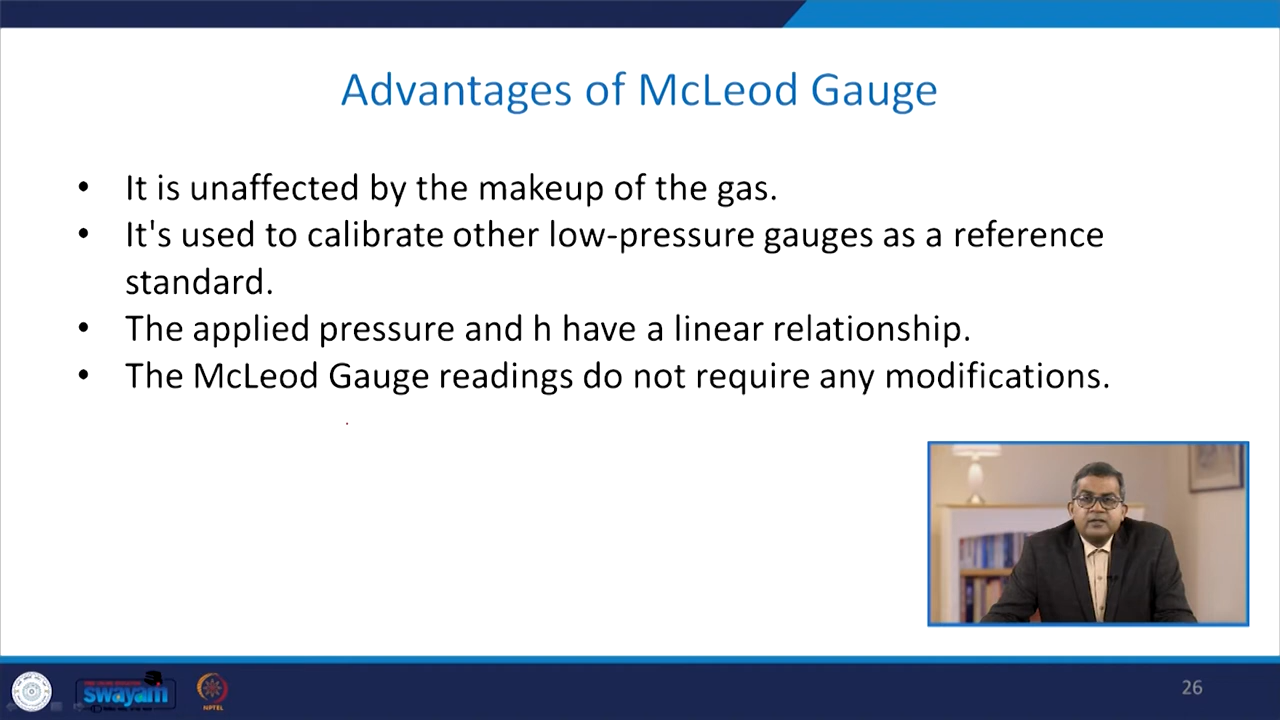 Advantages of McLeod Gauge
• It is unaffected by the makeup of the gas.
• It's used to calibrate other low-pressure gauges as a reference
standard.
• The applied pressure and h have a linear relationship.
• The McLeod Gauge readings do not require any modifications.
swayam
NPTEL
26